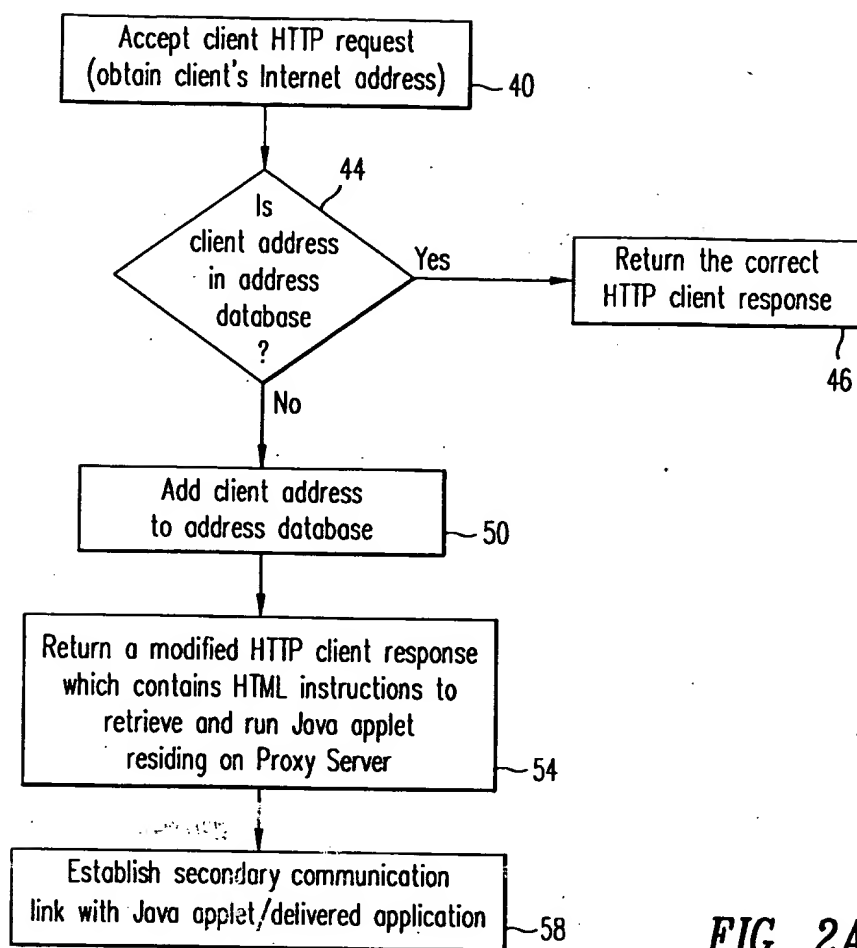 Accept client HTTP request
(obtain client's Internet address)
40
44
Is
client address
in address
database
?
Yes
Return the correct
HTTP client response
46
No
Add client address
to address database
50
Return a modified HTTP client response
which contains HTML instructions to
retrieve and run Java applet
residing on Proxy Server
54
Establish secondary communication
link with Java applet/delivered application
58
FIG. 2A